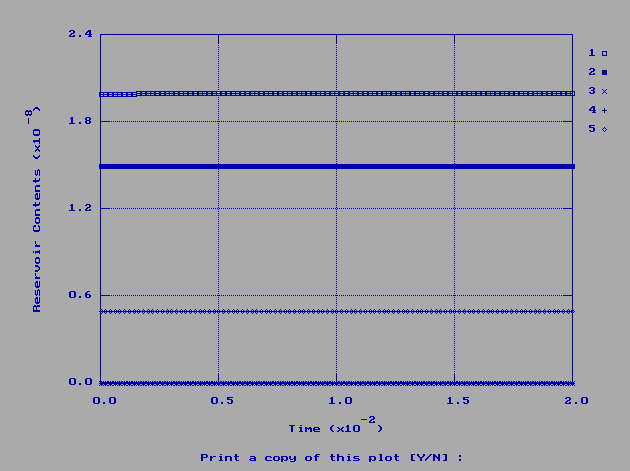 2.4
1.8
1.2
0.6
0.0
Reservoir Contents (x10-8)
0.0 0.5 1.0 1.5 2.0
Time (x10-2)
1
2
3
4
5
Print a copy of this plot [Y/N] :